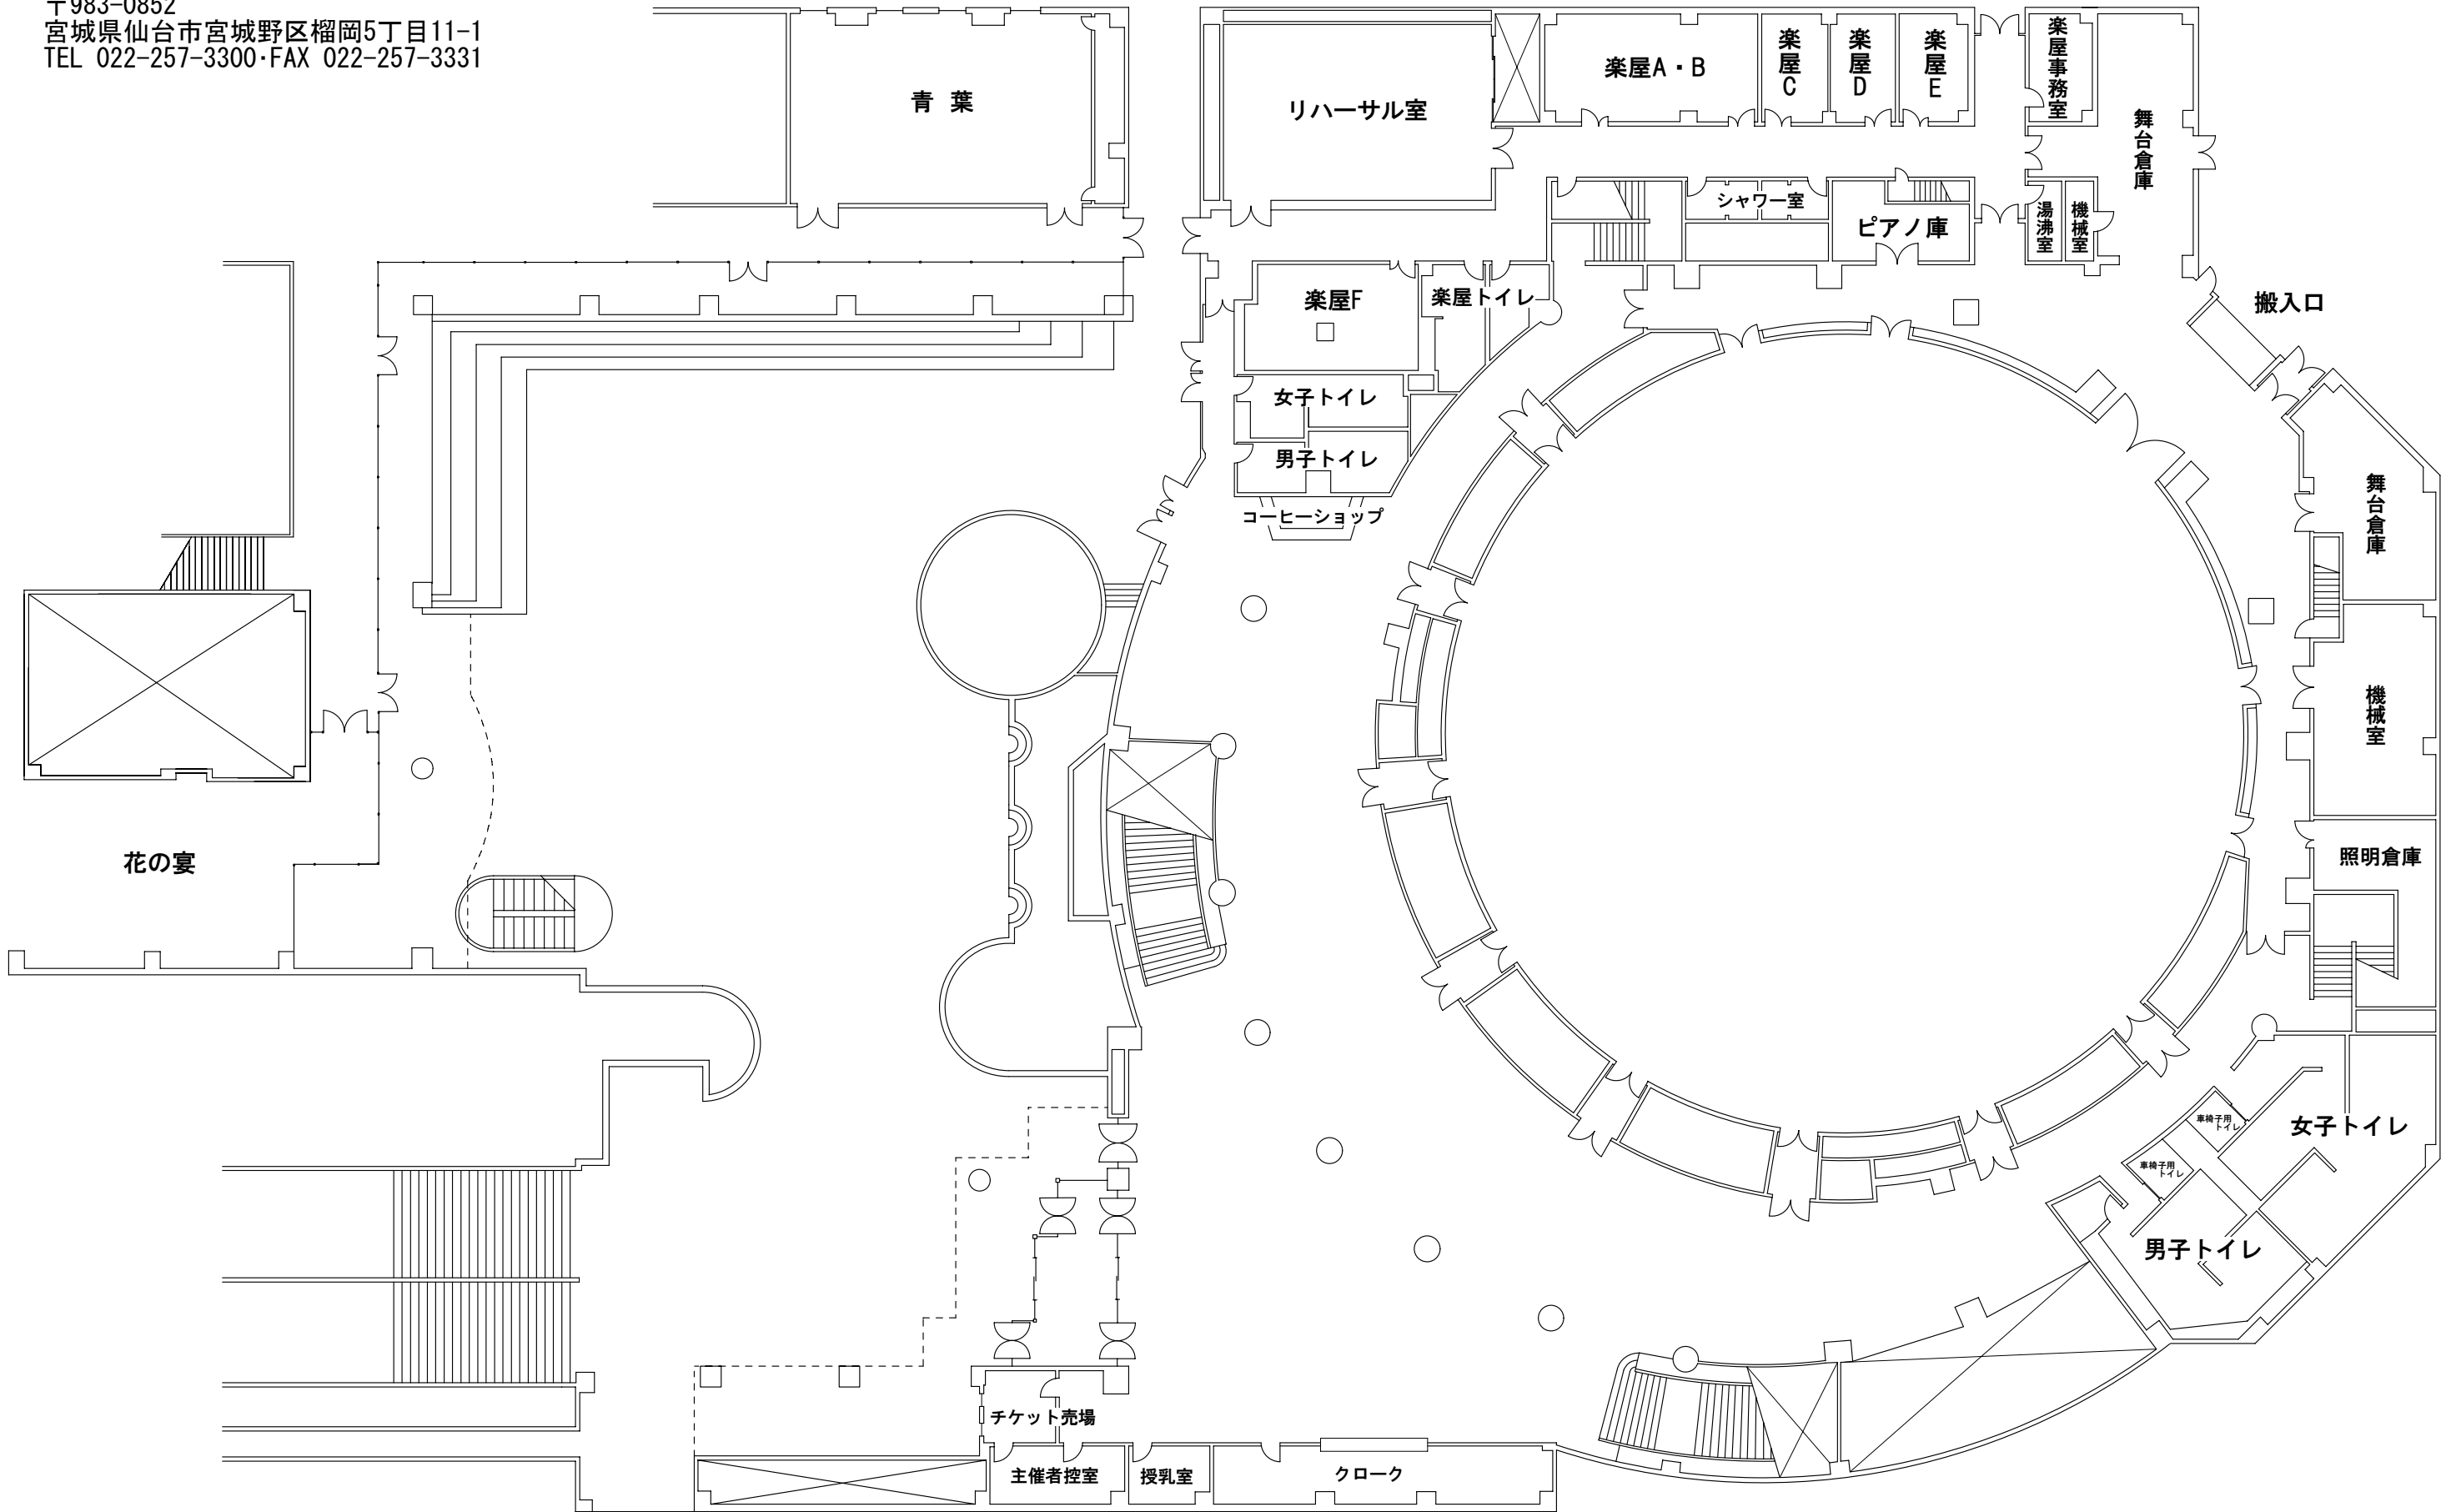 〒983-0852
宮城県仙台市宮城野区榴岡5丁目11-1
TEL 022-257-3300・FAX 022-257-3331
青 葉
リハーサル室
楽屋A・B
楽屋C
楽屋D
楽屋E
楽屋事務室
舞台倉庫
シャワー室
ピアノ庫
湯沸室
機械室
楽屋F
楽屋トイレ
搬入口
女子トイレ
男子トイレ
コーヒーショップ
舞台倉庫
機械室
照明倉庫
花の宴
車椅子用
トイレ
女子トイレ
車椅子用
トイレ
男子トイレ
チケット売場
主催者控室
授乳室
クローク